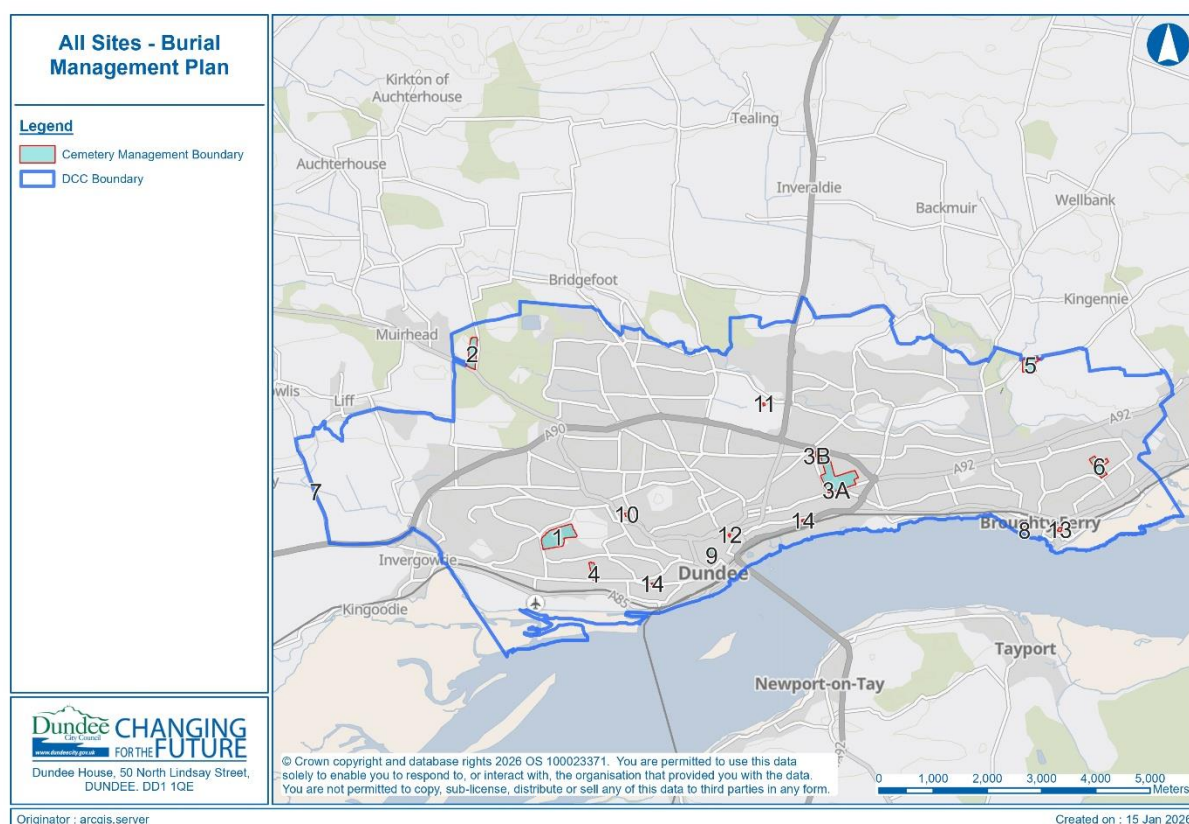 All Sites - Burial
Management Plan
Legend
Cemetery Management Boundary
DCC Boundary
Dundee
City Council
www.dundeecity.gov.uk
CHANGING
FOR THE FUTURE
Dundee House, 50 North Lindsay Street,
DUNDEE. DD1 1QE
Kirkton of
Auchterhouse
Tealing
Auchterhouse
Inveraldie
Wellbank
Backmuir
Bridgefoot
Kingennie
Muirhead
2
5
owlis
Liff
11
A92
A90
3B
A92
6
7
3A
10
14
Broughty Ferry
1
12
8
13
Invergowrie
9
4
Dundee
14
A85
Kingoodie
Tayport
Newport-on-Tay
A92
© Crown copyright and database rights 2026 OS 100023371. You are permitted to use this data
solely to enable you to respond to, or interact with, the organisation that provided you with the data.
You are not permitted to copy, sub-license, distribute or sell any of this data to third parties in any form.
0 1,000 2,000 3,000 4,000 5,000
Meters
Originator : arcgis.server
Created on : 15 Jan 2026